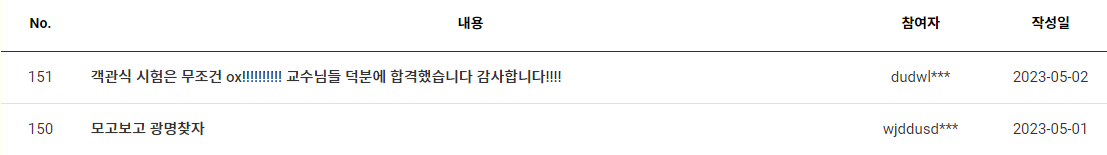 No. 내용 참여자 작성일
151 객관식 시험은 무조건 ox!!!!!!!!!! 교수님들 덕분에 합격했습니다 감사합니다!!!! dudwl*** 2023-05-02
150 모고보고 광명찾자 wjddusd*** 2023-05-01